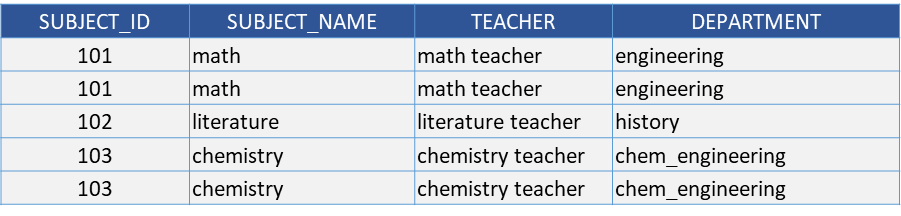 SUBJECT_ID SUBJECT_NAME TEACHER DEPARTMENT
101 math math teacher engineering
101 math math teacher engineering
102 literature literature teacher history
103 chemistry chemistry teacher chem_engineering
103 chemistry chemistry teacher chem_engineering